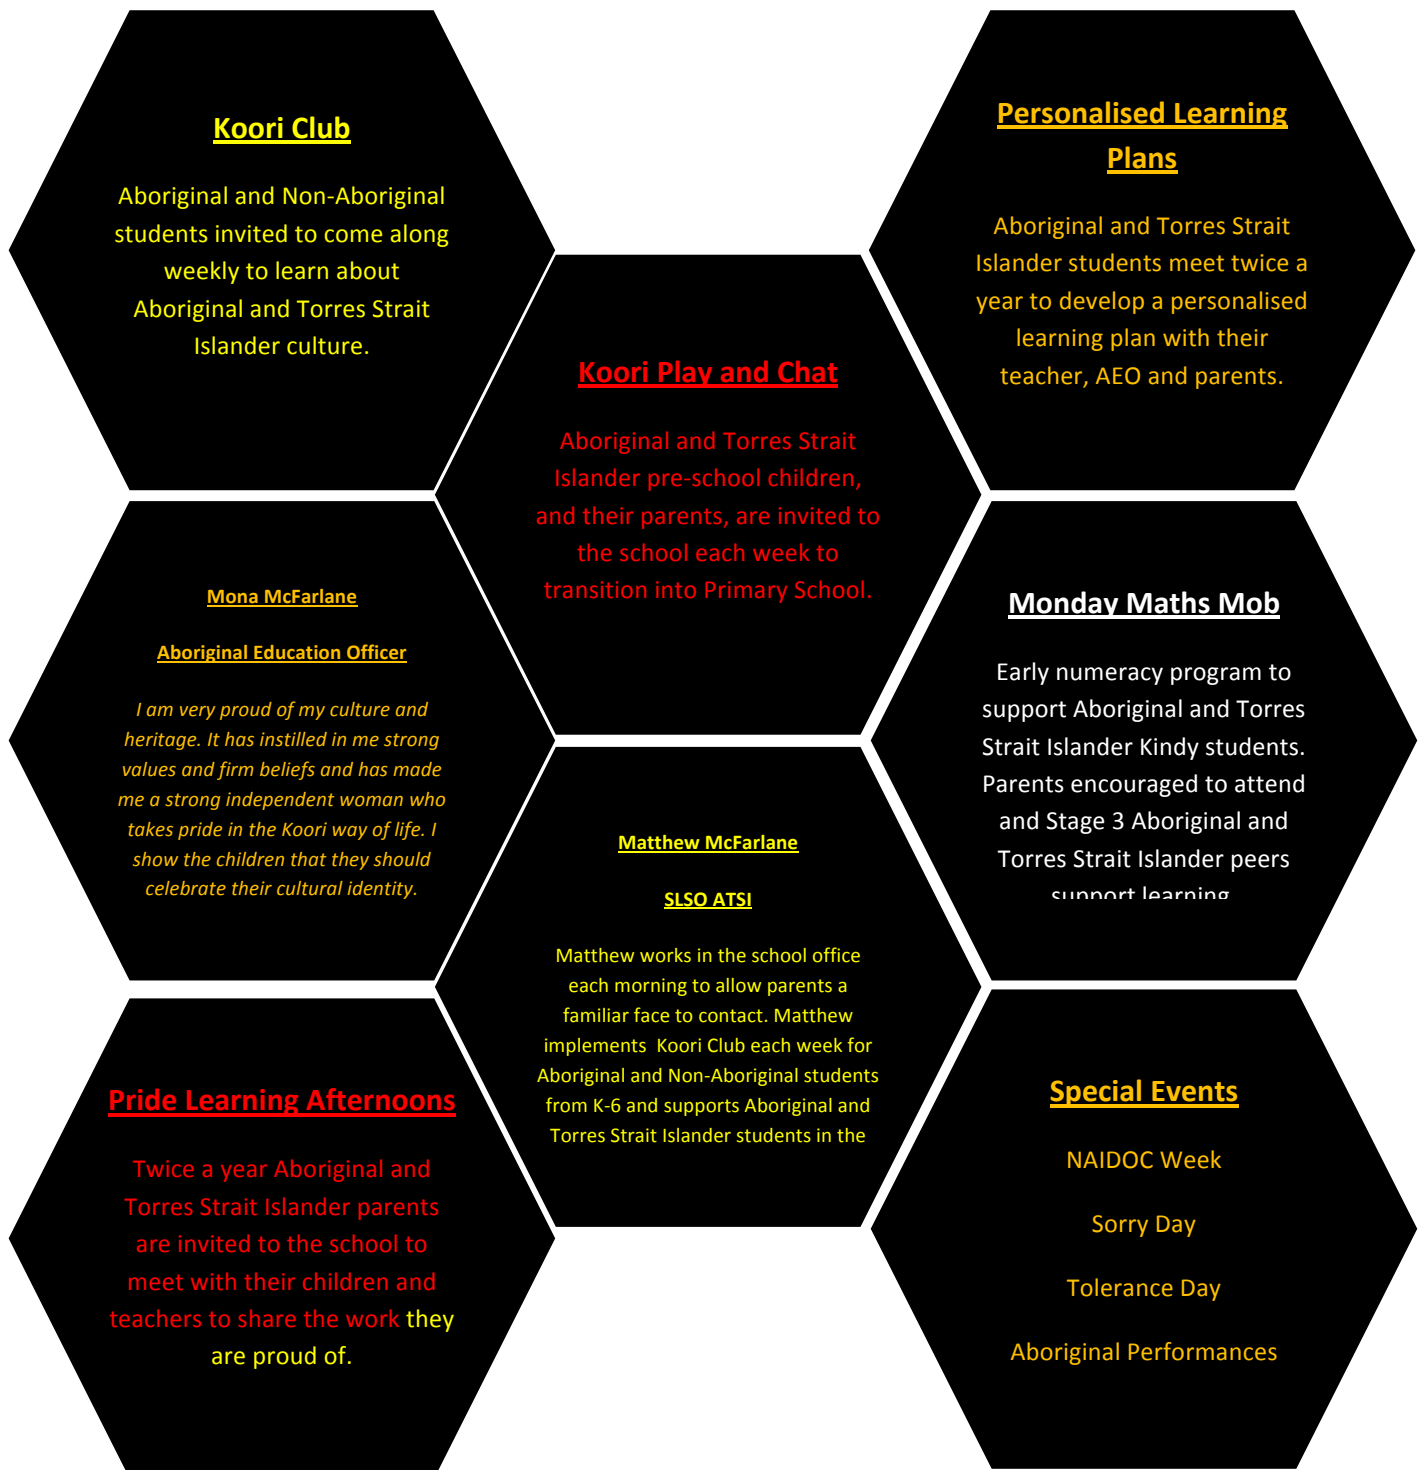 Koori Club
Aboriginal and Non-Aboriginal
students invited to come along
weekly to learn about
Aboriginal and Torres Strait
Islander culture.
Personalised Learning
Plans
Aboriginal and Torres Strait
Islander students meet twice a
year to develop a personalised
learning plan with their
teacher, AEO and parents.
Koori Play and Chat
Aboriginal and Torres Strait
Islander pre-school children,
and their parents, are invited to
the school each week to
transition into Primary School.
Mona McFarlane
Aboriginal Education Officer
I am very proud of my culture and
heritage. It has instilled in me strong
values and firm beliefs and has made
me a strong independent woman who
takes pride in the Koori way of life. I
show the children that they should
celebrate their cultural identity.
Monday Maths Mob
Early numeracy program to
support Aboriginal and Torres
Strait Islander Kindy students.
Parents encouraged to attend
and Stage 3 Aboriginal and
Torres Strait Islander peers
support learning
Matthew McFarlane
SLSO ATSI
Matthew works in the school office
each morning to allow parents a
familiar face to contact. Matthew
implements  Koori Club each week for
Aboriginal and Non-Aboriginal students
from K-6 and supports Aboriginal and
Torres Strait Islander students in the
Pride Learning Afternoons
Twice a year Aboriginal and
Torres Strait Islander parents
are invited to the school to
meet with their children and
teachers to share the work they
are proud of.
Special Events
NAIDOC Week
Sorry Day
Tolerance Day
Aboriginal Performances